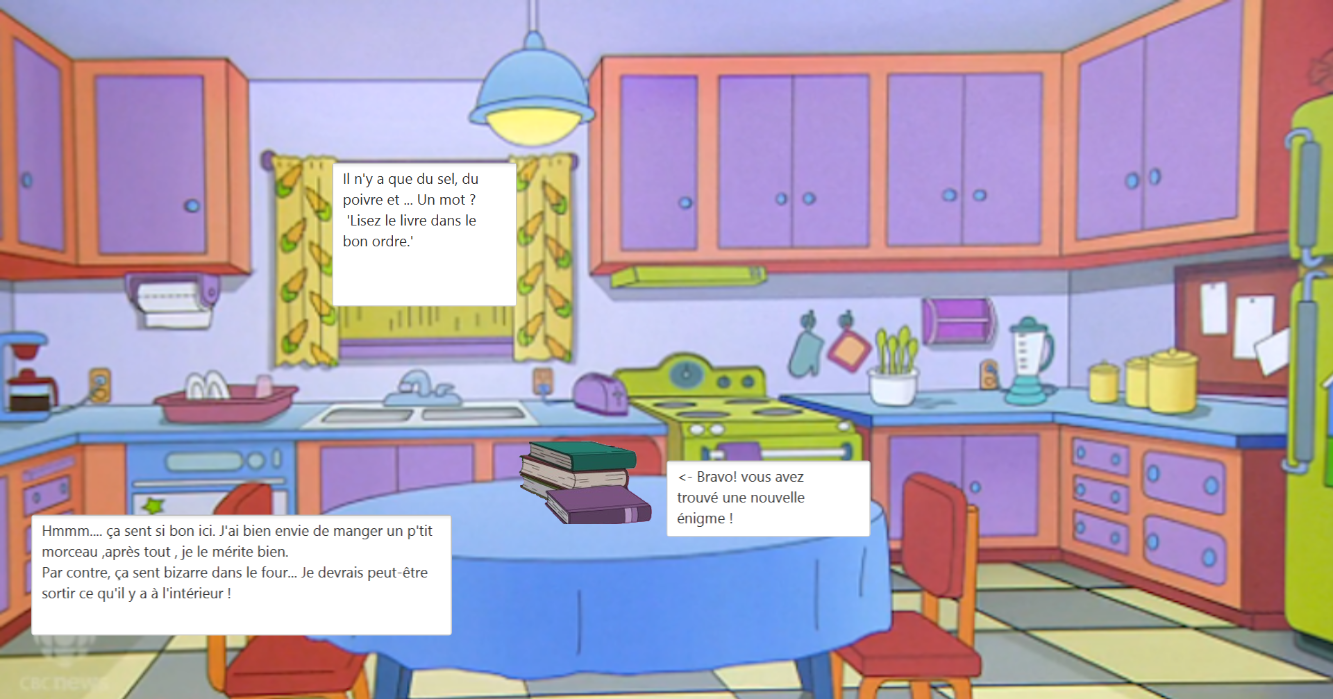 Il n'y a que du sel, du
poivre et ... Un mot ?
'Lisez le livre dans le
bon ordre.'
<- Bravo! vous avez
trouvé une nouvelle
énigme !
Hmmm.... ça sent si bon ici. J'ai bien envie de manger un p'tit
morceau ,après tout , je le mérite bien.
Par contre, ça sent bizarre dans le four... Je devrais peut-être
sortir ce qu'il y a à l'intérieur !
CBC news